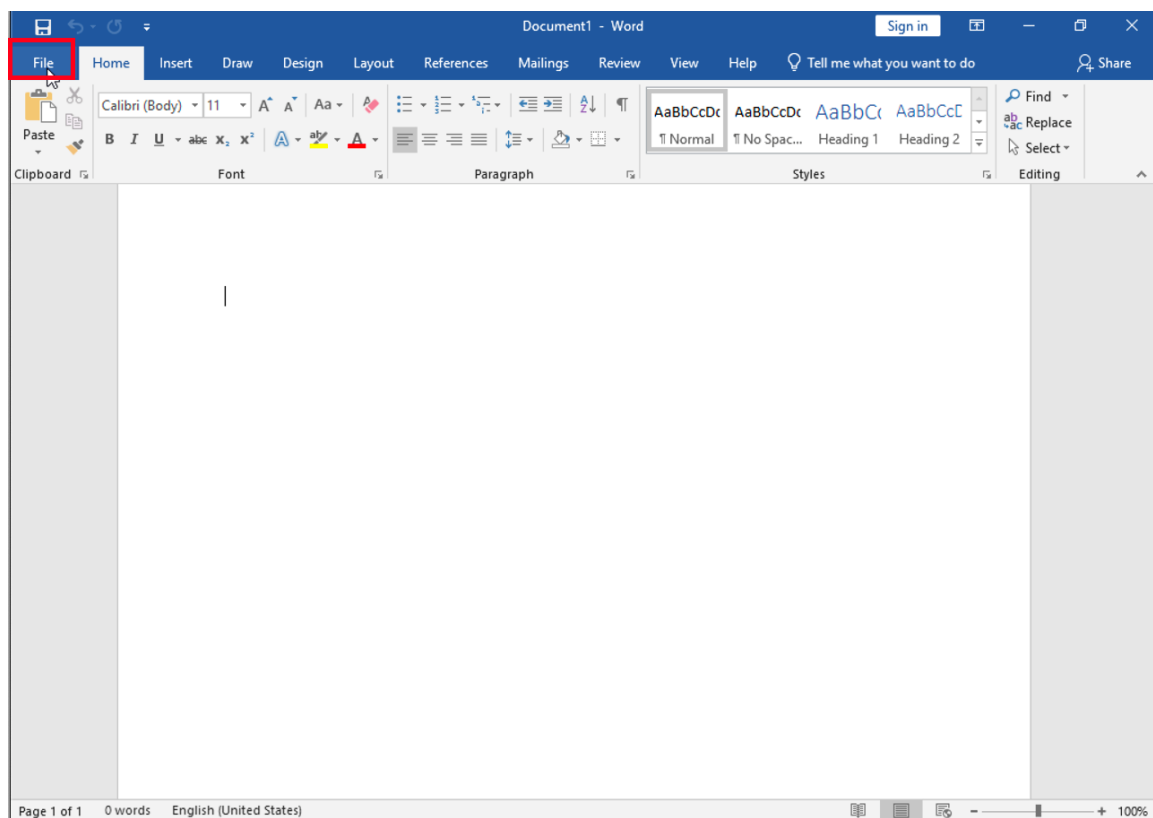 Document1 - Word Sign in
File Home Insert Draw Design Layout References Mailings Review View Help Tell me what you want to do Share
Calibri (Body) 11 Aa AaBbCcDc AaBbCcDc AaBbCc AaBbCcD Find
Paste Replace
B I U abc X₂ X² A aby A ¶ Normal ¶ No Spac... Heading 1 Heading 2 Select
Clipboard Font Paragraph Styles Editing
Page 1 of 1 0 words English (United States) 100%